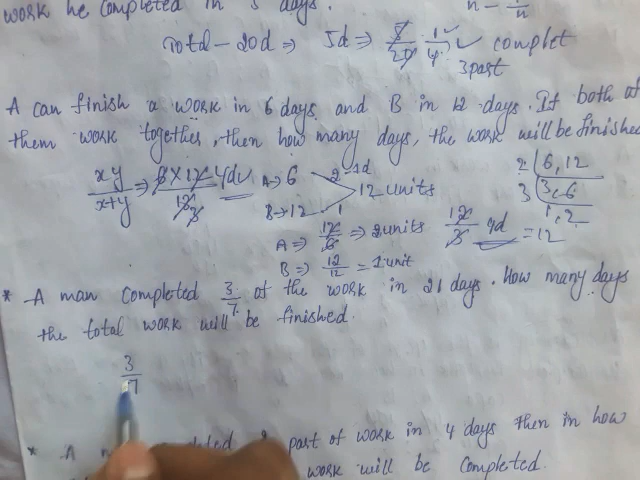 work he completed in 5 days.
Total - 20d ⇒ 5d ⇒ 5/20 1/4 complet
3past
A can finish a work in 6 days and B in 12 days. If both of
them work together, then how many days, the work will be finished
xy/x+y ⇒ 6×12/18 3 4du A→6 2 -1d 12 units 2 6,12
B→12 1 3 3,6
A ⇒ 12/6 ⇒ 2 units 12/3 4d 1,2 = 12
B ⇒ 12/12 = 1 unit
* A man completed 3/7 of the work in 21 days. How many days
the total work will be finished.
3/7
* A part of work in 4 days then in how
work will be completed.